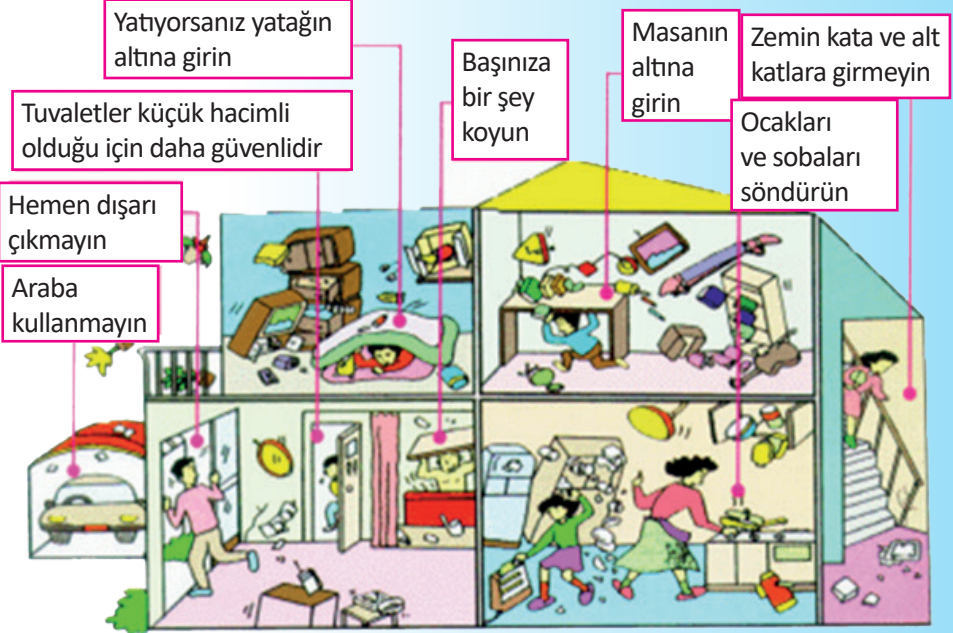 Yatıyorsanız yatağın
altına girin
Tuvaletler küçük hacimli
olduğu için daha güvenlidir
Hemen dışarı
çıkmayın
Araba
kullanmayın
Başınıza
bir şey
koyun
Masanın
altına
girin
Zemin kata ve alt
katlara girmeyin
Ocakları
ve sobaları
söndürün